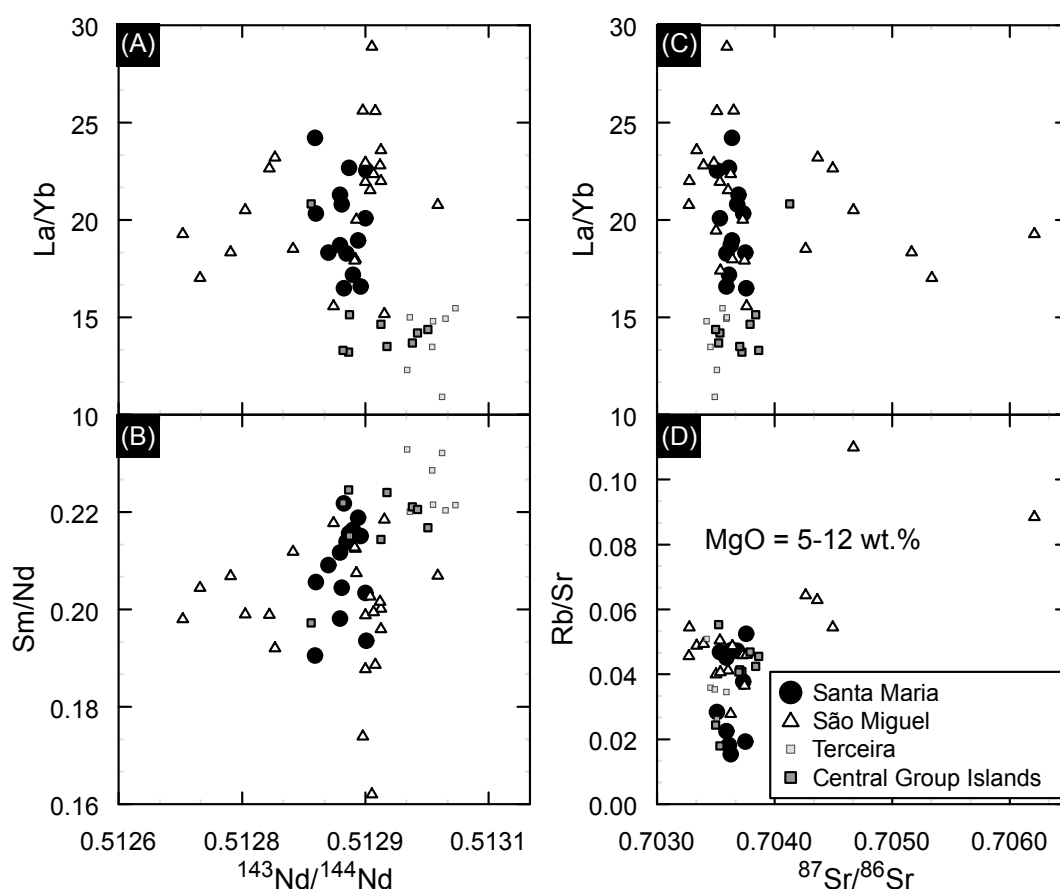 (A)
30
25
20
15
10
La/Yb
(C)
30
25
20
15
10
La/Yb
(B)
0.22
0.20
0.18
0.16
Sm/Nd
0.5126
0.5128
0.5129
0.5131
143Nd/144Nd
(D)
0.10
0.08
0.06
0.04
0.02
0.00
Rb/Sr
MgO = 5-12 wt.%
Santa Maria
São Miguel
Terceira
Central Group Islands
0.7030
0.7040
0.7050
0.7060
87Sr/86Sr